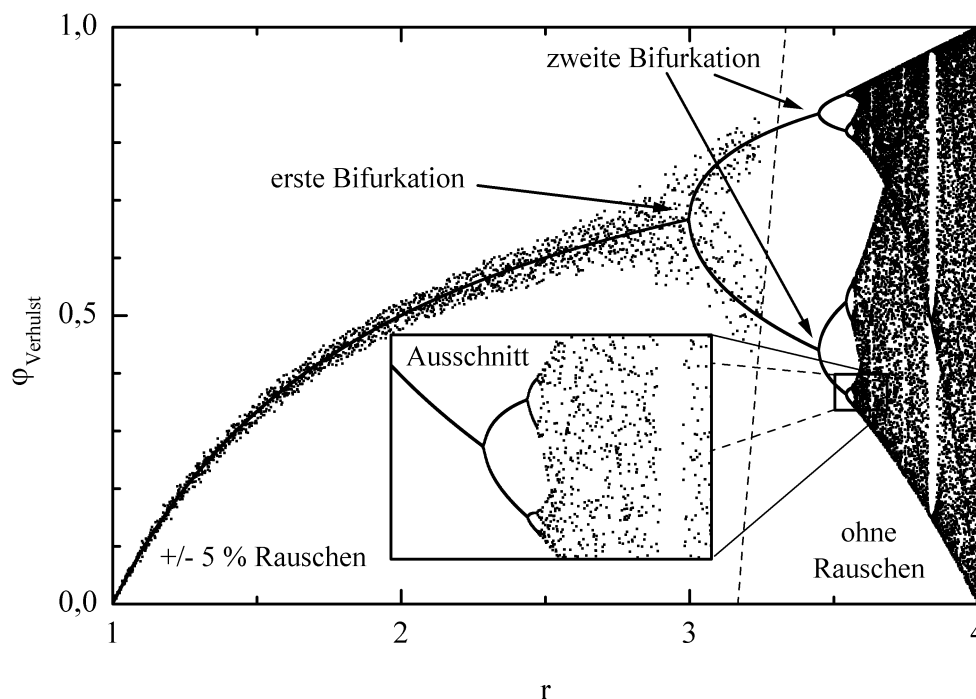 1,0
zweite Bifurkation
erste Bifurkation
φVerhulst
0,5
Ausschnitt
+/- 5 % Rauschen
ohne
Rauschen
0,0
1 2 3 4
r